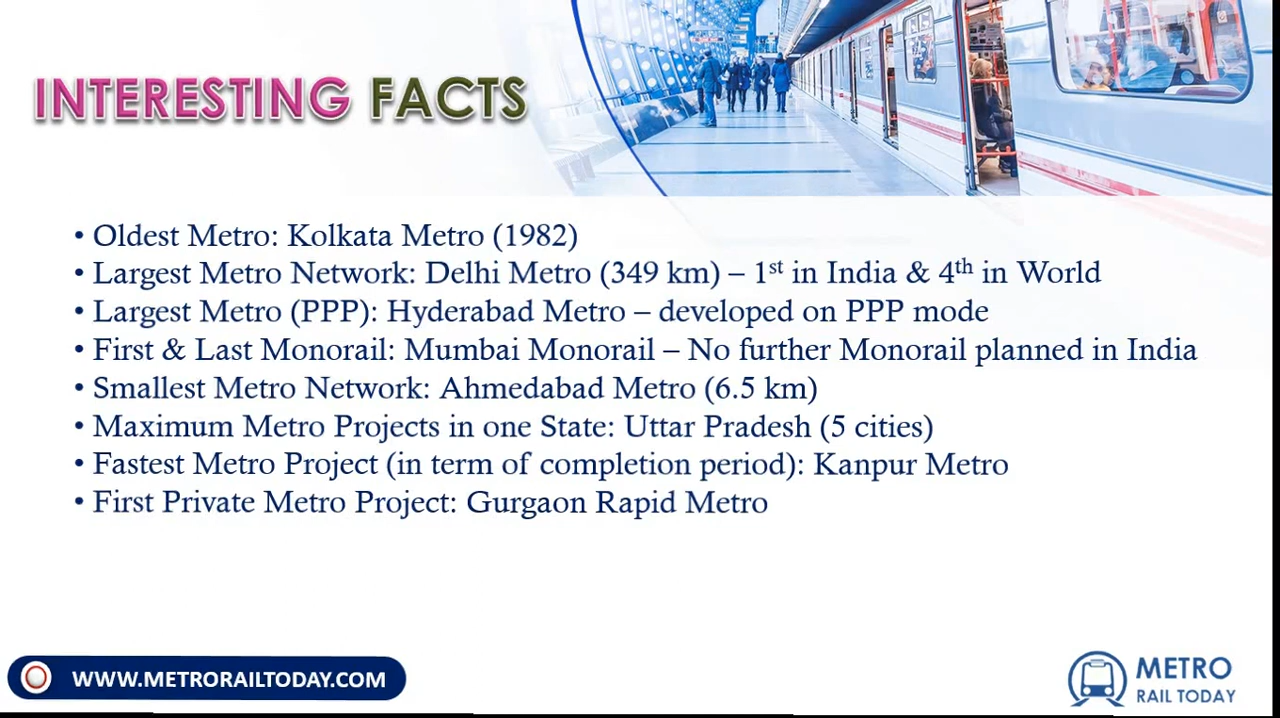 INTERESTING FACTS
• Oldest Metro: Kolkata Metro (1982)
• Largest Metro Network: Delhi Metro (349 km) – 1st in India & 4th in World
• Largest Metro (PPP): Hyderabad Metro – developed on PPP mode
• First & Last Monorail: Mumbai Monorail – No further Monorail planned in India
• Smallest Metro Network: Ahmedabad Metro (6.5 km)
• Maximum Metro Projects in one State: Uttar Pradesh (5 cities)
• Fastest Metro Project (in term of completion period): Kanpur Metro
• First Private Metro Project: Gurgaon Rapid Metro
WWW.METRORAILTODAY.COM
METRO
RAIL TODAY